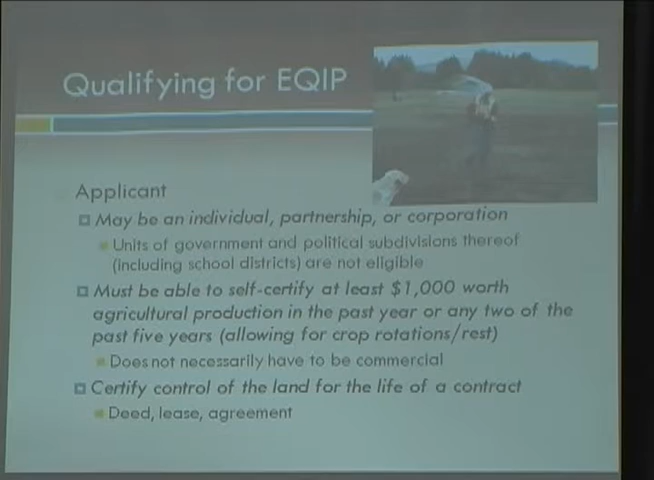 Qualifying for EQIP
Applicant
May be an individual, partnership, or corporation
Units of government and political subdivisions thereof
(including school districts) are not eligible
Must be able to self-certify at least $1,000 worth
agricultural production in the past year or any two of the
past five years (allowing for crop rotations/rest)
Does not necessarily have to be commercial
Certify control of the land for the life of a contract
Deed, lease, agreement